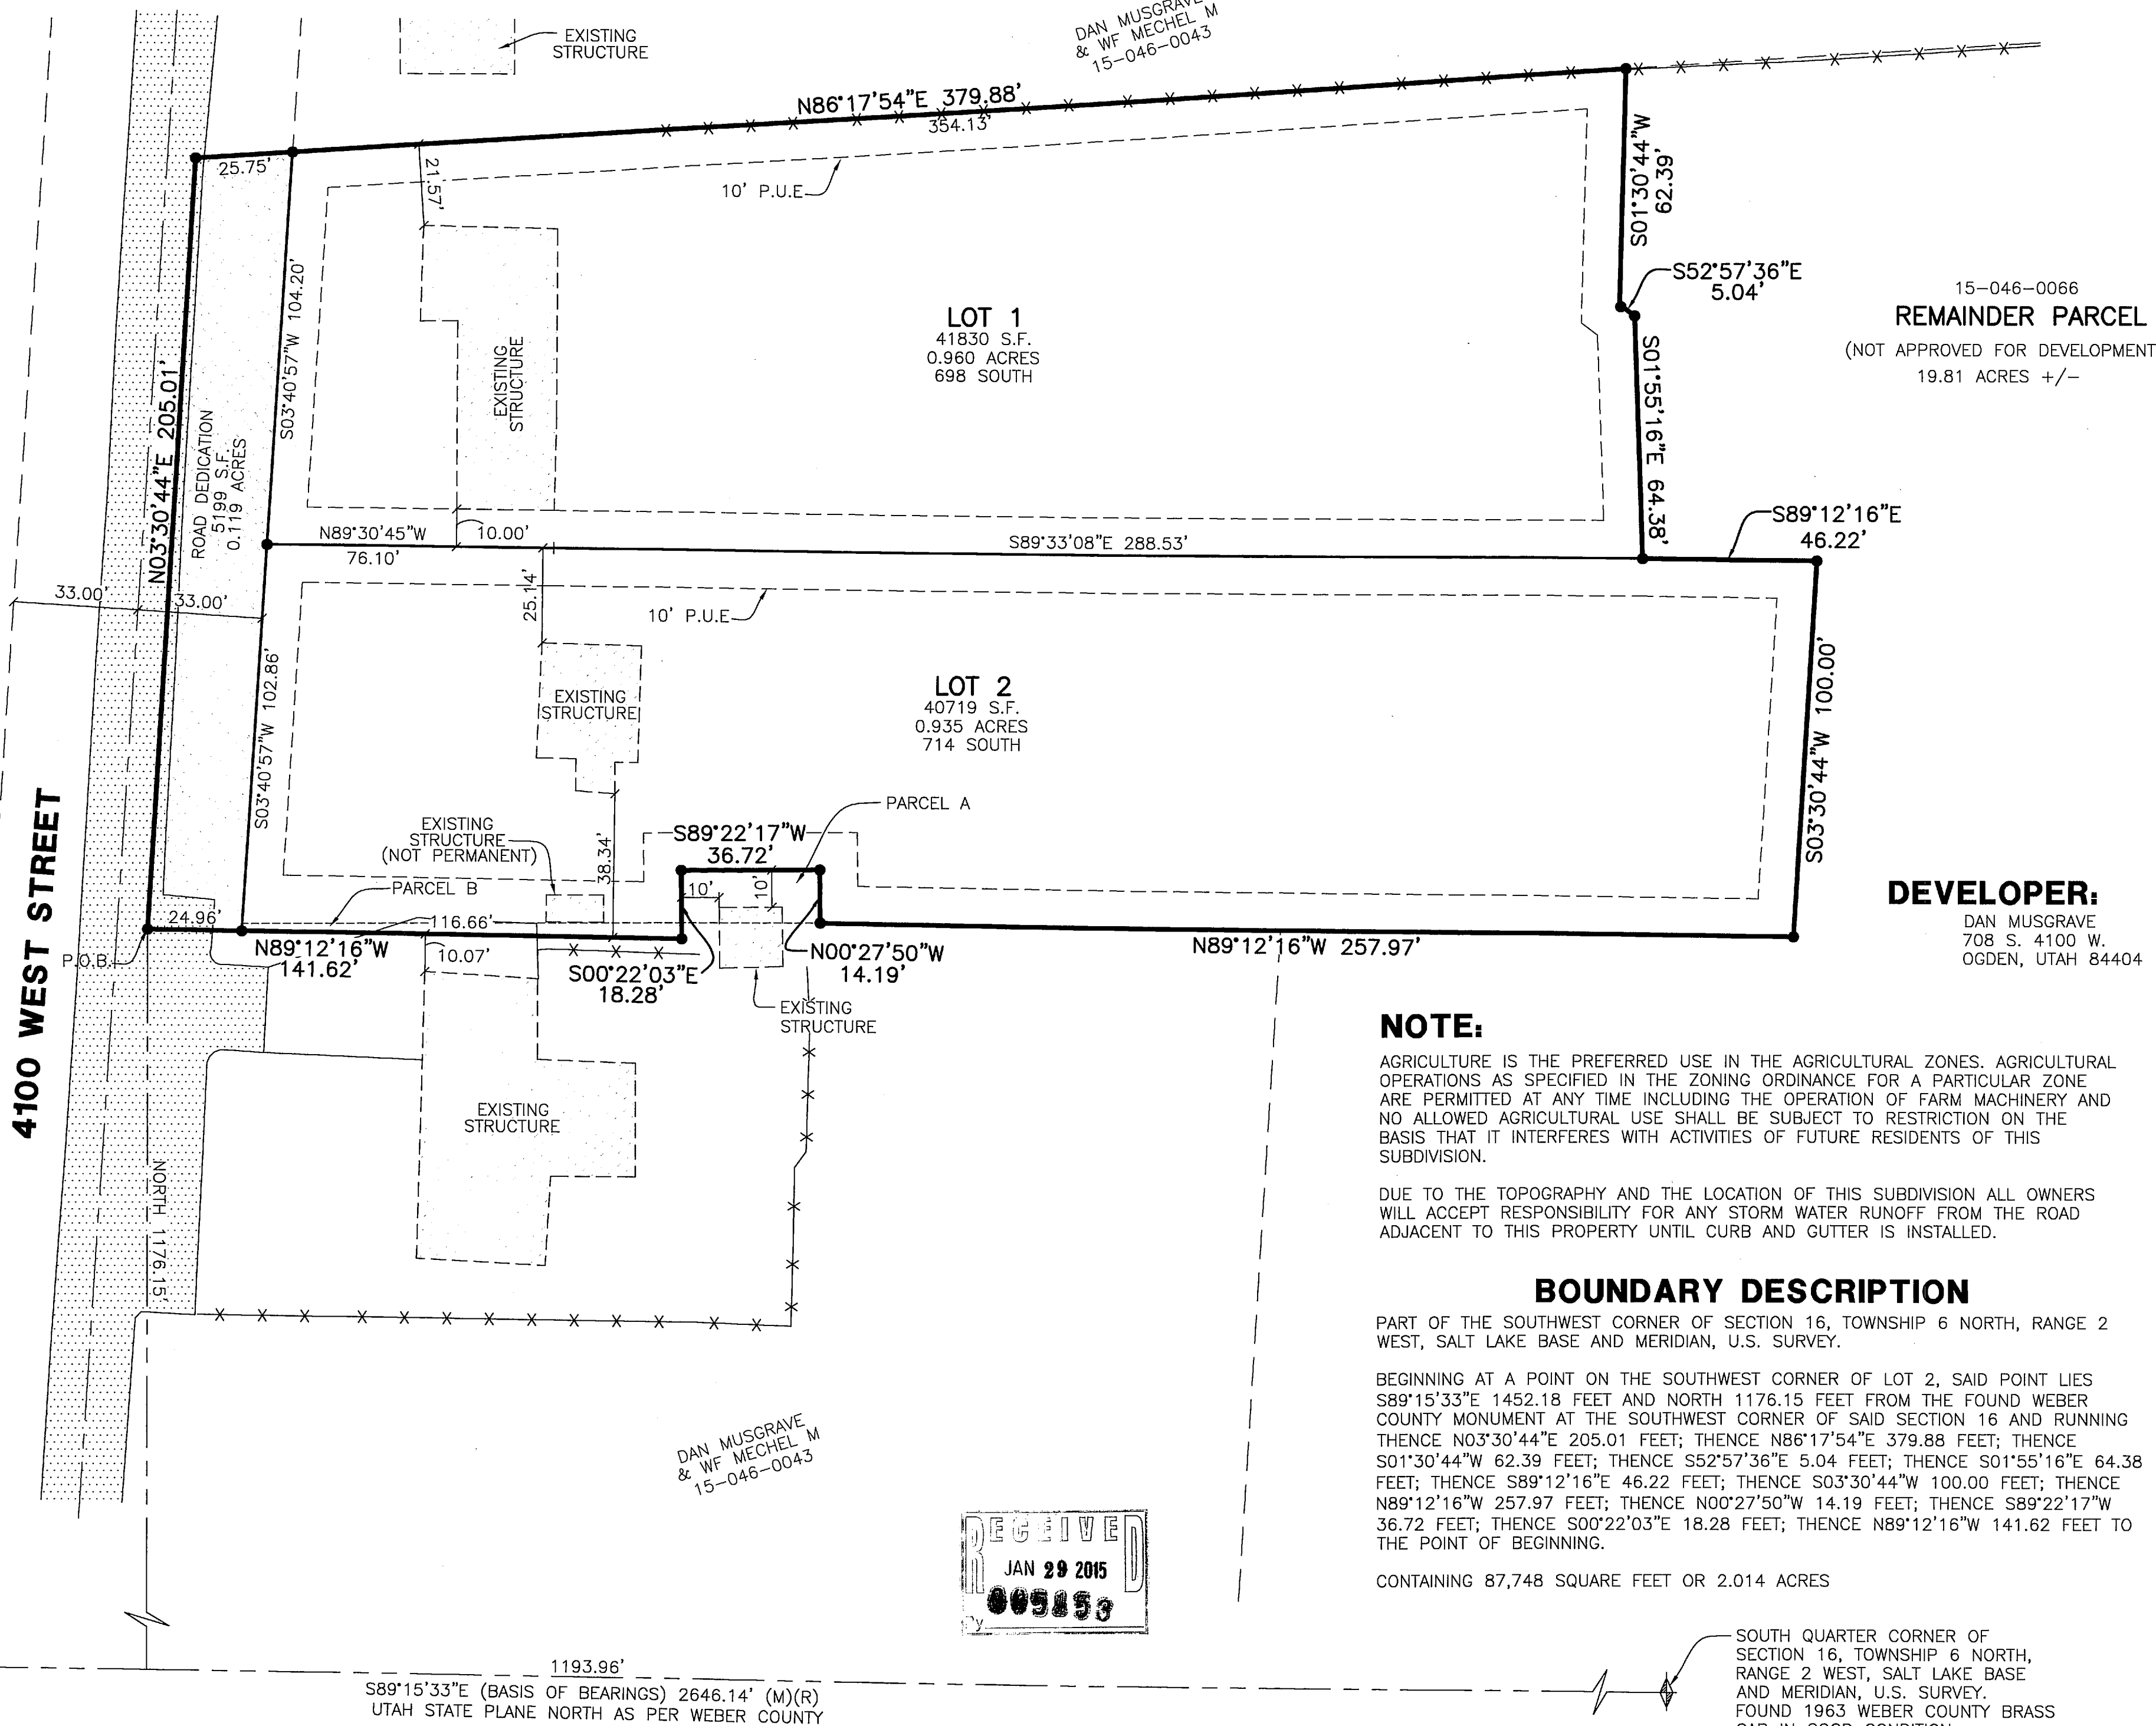 DAN MUSGRAVE
& WF MECHEL M
15-046-0043
EXISTING
STRUCTURE
N86°17'54"E 379.88'
354.13'
25.75'
21.57'
10' P.U.E
S01°30'44"W
62.39'
S52°57'36"E
5.04'
15-046-0066
REMAINDER PARCEL
(NOT APPROVED FOR DEVELOPMENT
19.81 ACRES +/-
LOT 1
41830 S.F.
0.960 ACRES
698 SOUTH
EXISTING
STRUCTURE
S03°40'57"W 104.20'
N03°30'44"E 205.01'
ROAD DEDICATION
5199 S.F.
0.119 ACRES
S01°55'16"E 64.38'
S89°12'16"E
46.22'
N89°30'45"W
76.10'
10.00'
S89°33'08"E 288.53'
33.00'
33.00'
25.14'
10' P.U.E
S03°40'57"W 102.86'
EXISTING
STRUCTURE
LOT 2
40719 S.F.
0.935 ACRES
714 SOUTH
S03°30'44"W 100.00'
4100 WEST STREET
EXISTING
STRUCTURE
(NOT PERMANENT)
38.34'
PARCEL A
S89°22'17"W
36.72'
10'
10'
PARCEL B
24.96'
116.66'
P.O.B.
N89°12'16"W
141.62'
10.07'
S00°22'03"E
18.28'
N00°27'50"W
14.19'
N89°12'16"W 257.97'
EXISTING
STRUCTURE
EXISTING
STRUCTURE
NORTH 1176.15'
DEVELOPER:
DAN MUSGRAVE
708 S. 4100 W.
OGDEN, UTAH 84404
NOTE:
AGRICULTURE IS THE PREFERRED USE IN THE AGRICULTURAL ZONES. AGRICULTURAL
OPERATIONS AS SPECIFIED IN THE ZONING ORDINANCE FOR A PARTICULAR ZONE
ARE PERMITTED AT ANY TIME INCLUDING THE OPERATION OF FARM MACHINERY AND
NO ALLOWED AGRICULTURAL USE SHALL BE SUBJECT TO RESTRICTION ON THE
BASIS THAT IT INTERFERES WITH ACTIVITIES OF FUTURE RESIDENTS OF THIS
SUBDIVISION.
DUE TO THE TOPOGRAPHY AND THE LOCATION OF THIS SUBDIVISION ALL OWNERS
WILL ACCEPT RESPONSIBILITY FOR ANY STORM WATER RUNOFF FROM THE ROAD
ADJACENT TO THIS PROPERTY UNTIL CURB AND GUTTER IS INSTALLED.
BOUNDARY DESCRIPTION
PART OF THE SOUTHWEST CORNER OF SECTION 16, TOWNSHIP 6 NORTH, RANGE 2
WEST, SALT LAKE BASE AND MERIDIAN, U.S. SURVEY.
BEGINNING AT A POINT ON THE SOUTHWEST CORNER OF LOT 2, SAID POINT LIES
S89°15'33"E 1452.18 FEET AND NORTH 1176.15 FEET FROM THE FOUND WEBER
COUNTY MONUMENT AT THE SOUTHWEST CORNER OF SAID SECTION 16 AND RUNNING
THENCE N03°30'44"E 205.01 FEET; THENCE N86°17'54"E 379.88 FEET; THENCE
S01°30'44"W 62.39 FEET; THENCE S52°57'36"E 5.04 FEET; THENCE S01°55'16"E 64.38
FEET; THENCE S89°12'16"E 46.22 FEET; THENCE S03°30'44"W 100.00 FEET; THENCE
N89°12'16"W 257.97 FEET; THENCE N00°27'50"W 14.19 FEET; THENCE S89°22'17"W
36.72 FEET; THENCE S00°22'03"E 18.28 FEET; THENCE N89°12'16"W 141.62 FEET TO
THE POINT OF BEGINNING.
CONTAINING 87,748 SQUARE FEET OR 2.014 ACRES
DAN MUSGRAVE
& WF MECHEL M
15-046-0043
RECEIVED
JAN 29 2015
By
SOUTH QUARTER CORNER OF
SECTION 16, TOWNSHIP 6 NORTH,
RANGE 2 WEST, SALT LAKE BASE
AND MERIDIAN, U.S. SURVEY.
FOUND 1963 WEBER COUNTY BRASS
1193.96'
S89°15'33"E (BASIS OF BEARINGS) 2646.14' (M)(R)
UTAH STATE PLANE NORTH AS PER WEBER COUNTY